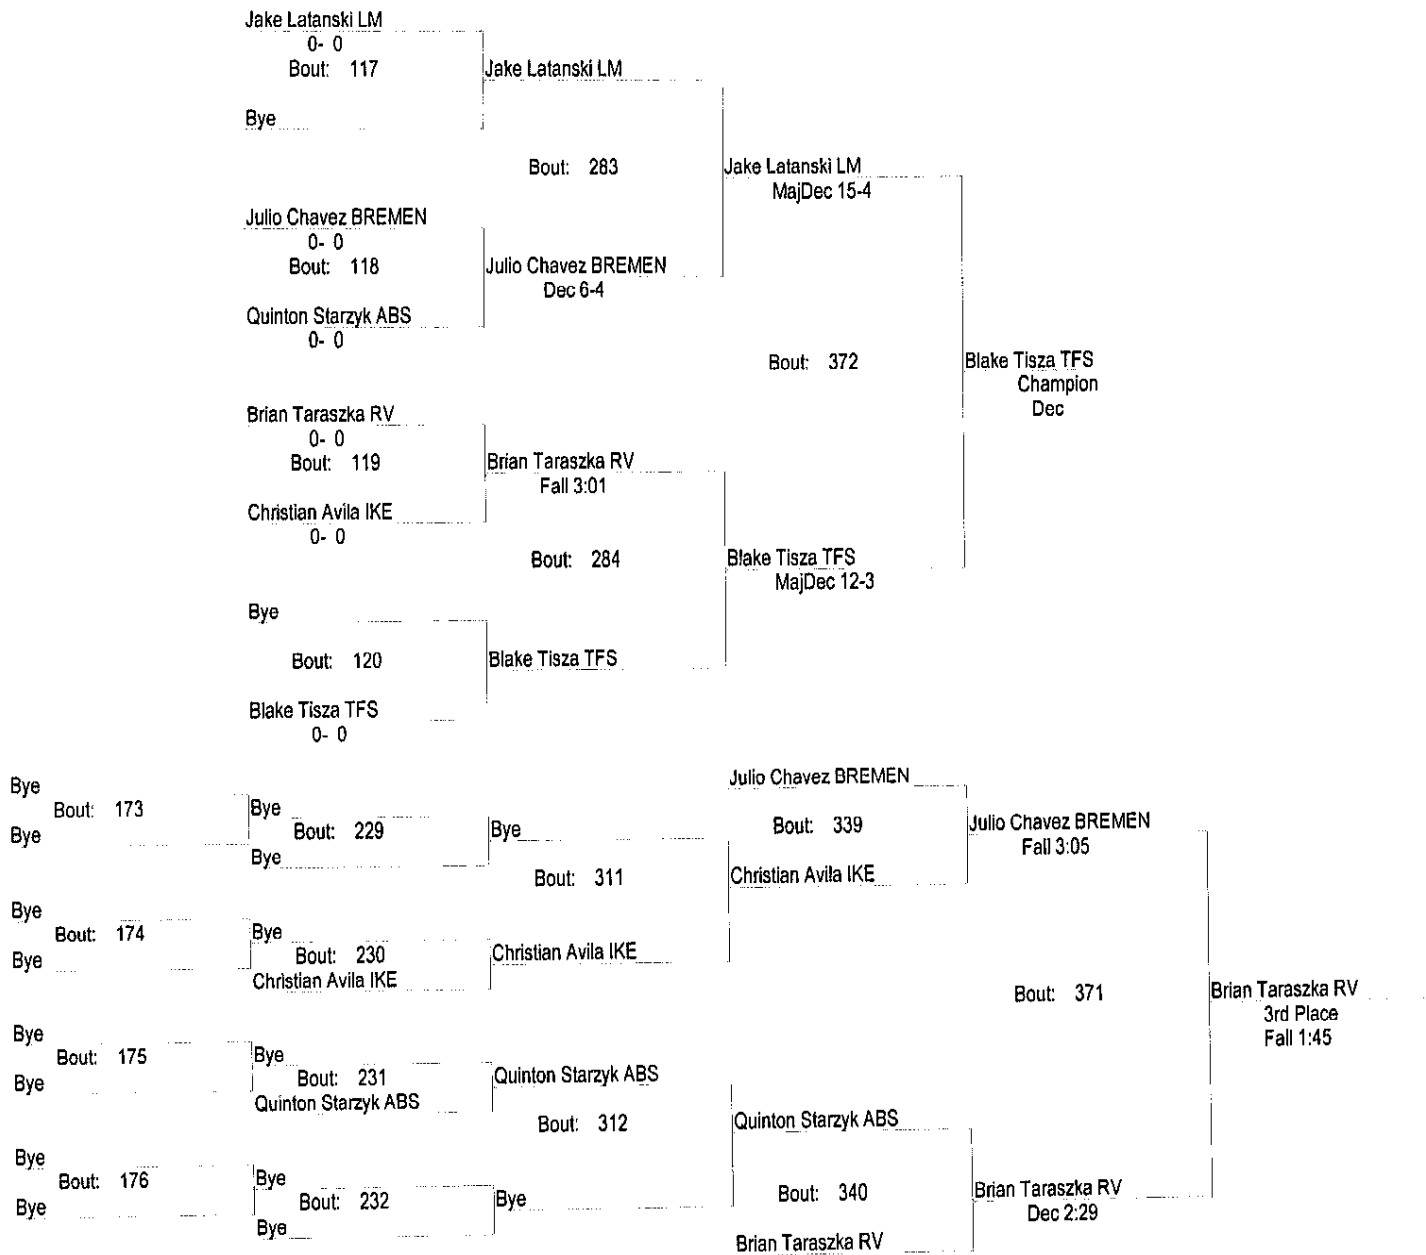 Jake Latanski LM
0- 0
Bout: 117
Jake Latanski LM
Bye
Bout: 283
Jake Latanski LM
MajDec 15-4
Julio Chavez BREMEN
0- 0
Bout: 118
Julio Chavez BREMEN
Dec 6-4
Quinton Starzyk ABS
0- 0
Bout: 372
Blake Tisza TFS
Champion
Dec
Brian Taraszka RV
0- 0
Bout: 119
Brian Taraszka RV
Fall 3:01
Christian Avila IKE
0- 0
Bout: 284
Blake Tisza TFS
MajDec 12-3
Bye
Bout: 120
Blake Tisza TFS
Blake Tisza TFS
0- 0
Bye
Bout: 173
Bye
Bye
Bout: 229
Bye
Bye
Bout: 311
Julio Chavez BREMEN
Bout: 339
Christian Avila IKE
Julio Chavez BREMEN
Fall 3:05
Bye
Bout: 174
Bye
Bye
Bout: 230
Christian Avila IKE
Christian Avila IKE
Bout: 371
Brian Taraszka RV
3rd Place
Fall 1:45
Bye
Bout: 175
Bye
Bye
Bout: 231
Quinton Starzyk ABS
Quinton Starzyk ABS
Bout: 312
Quinton Starzyk ABS
Bye
Bout: 176
Bye
Bye
Bout: 232
Bye
Bye
Bout: 340
Brian Taraszka RV
Brian Taraszka RV
Dec 2:29